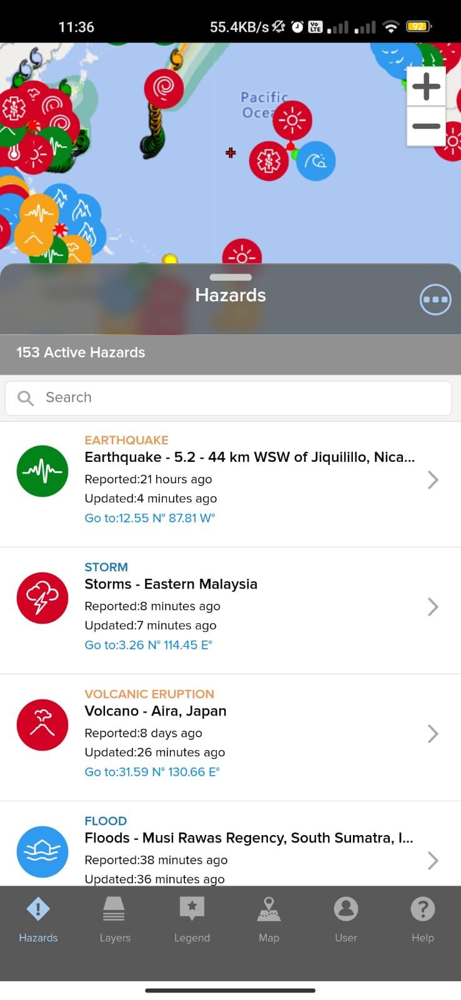 11:36
55.4KB/s
Vo
LTE
92
Pacific
Ocea
+
−
Hazards
153 Active Hazards
Search
EARTHQUAKE
Earthquake - 5.2 - 44 km WSW of Jiquilillo, Nica...
Reported:21 hours ago
Updated:4 minutes ago
Go to:12.55 N° 87.81 W°
STORM
Storms - Eastern Malaysia
Reported:8 minutes ago
Updated:7 minutes ago
Go to:3.26 N° 114.45 E°
VOLCANIC ERUPTION
Volcano - Aira, Japan
Reported:8 days ago
Updated:26 minutes ago
Go to:31.59 N° 130.66 E°
FLOOD
Floods - Musi Rawas Regency, South Sumatra, I...
Reported:38 minutes ago
Updated:36 minutes ago
Hazards
Layers
Legend
Map
User
Help